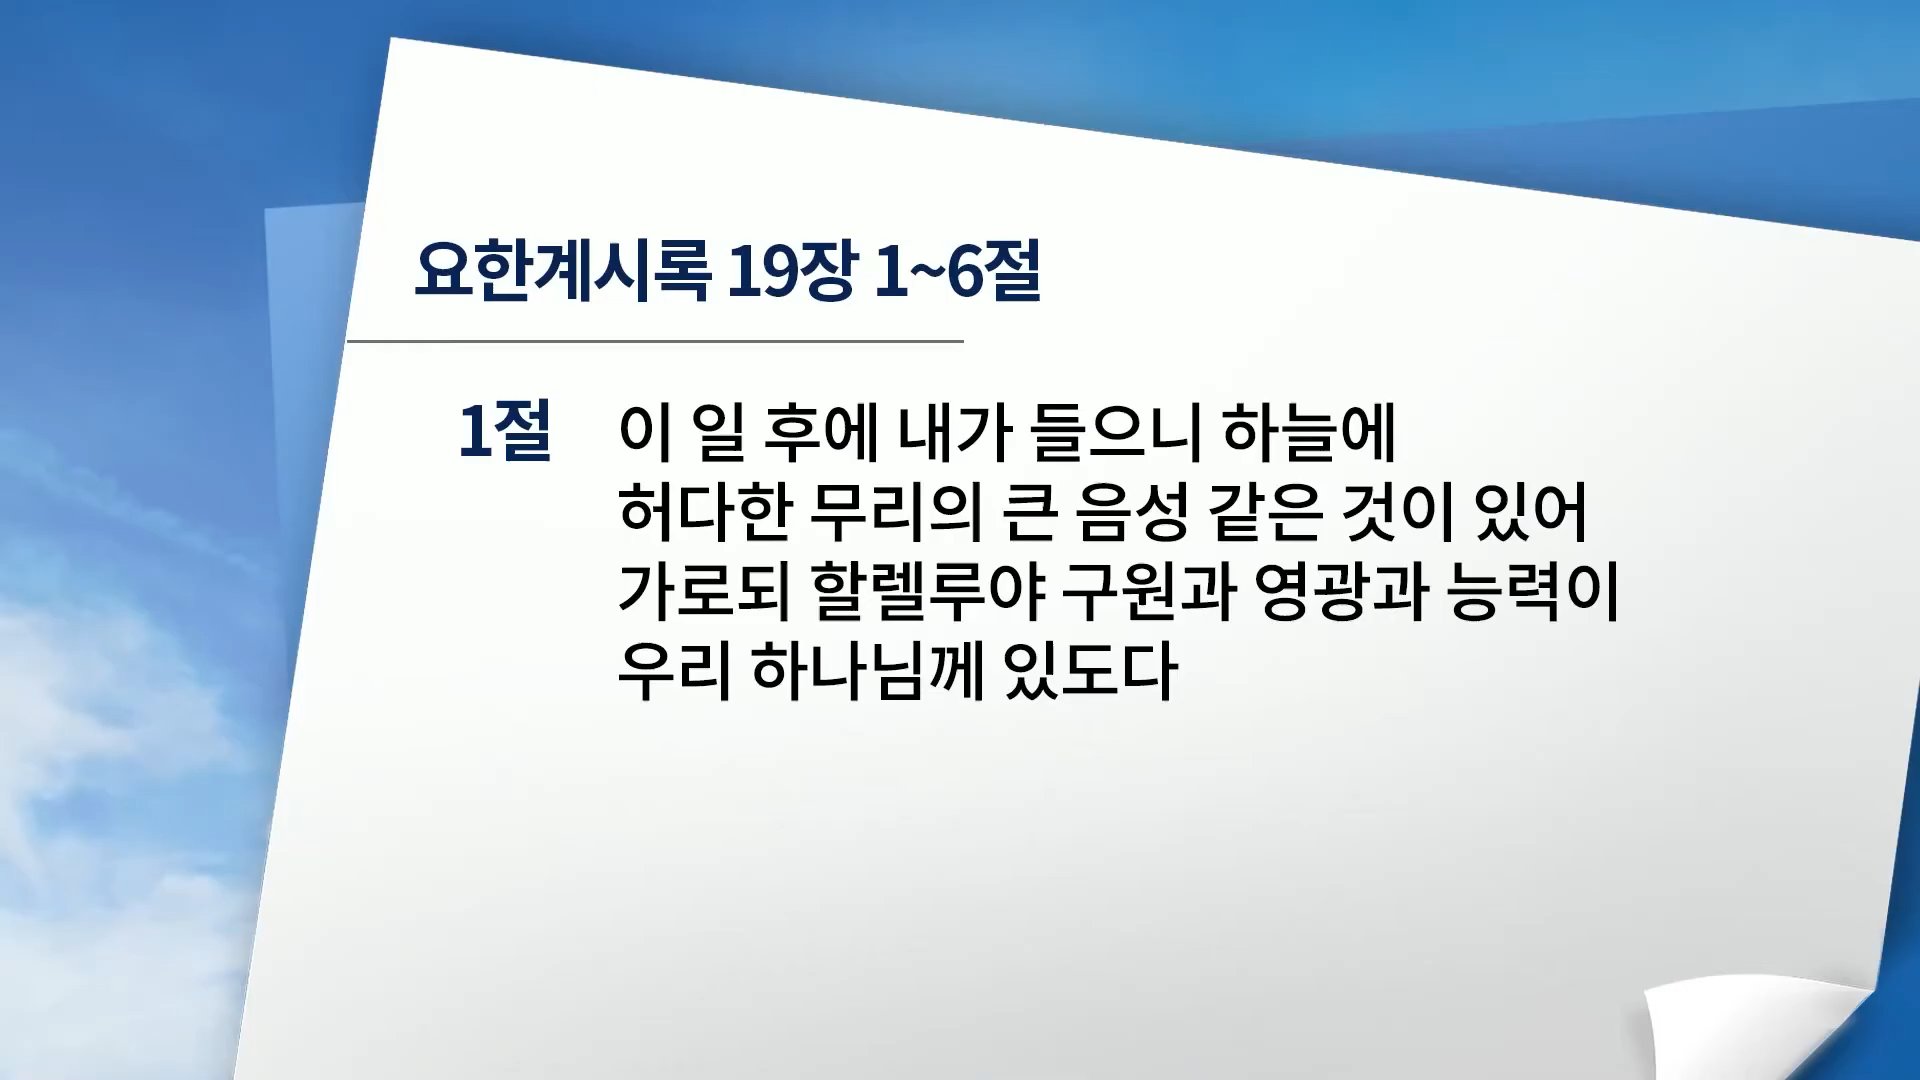 요한계시록 19장 1~6절
1절 이 일 후에 내가 들으니 하늘에
허다한 무리의 큰 음성 같은 것이 있어
가로되 할렐루야 구원과 영광과 능력이
우리 하나님께 있도다